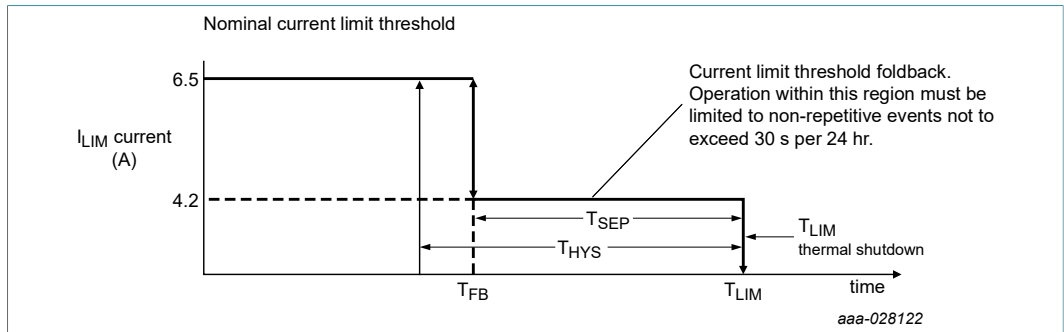 Nominal current limit threshold
6.5
Current limit threshold foldback.
Operation within this region must be
limited to non-repetitive events not to
exceed 30 s per 24 hr.
ILIM current
(A)
4.2
TSEP
TLIM
thermal shutdown
THYS
TFB
TLIM
time
aaa-028122